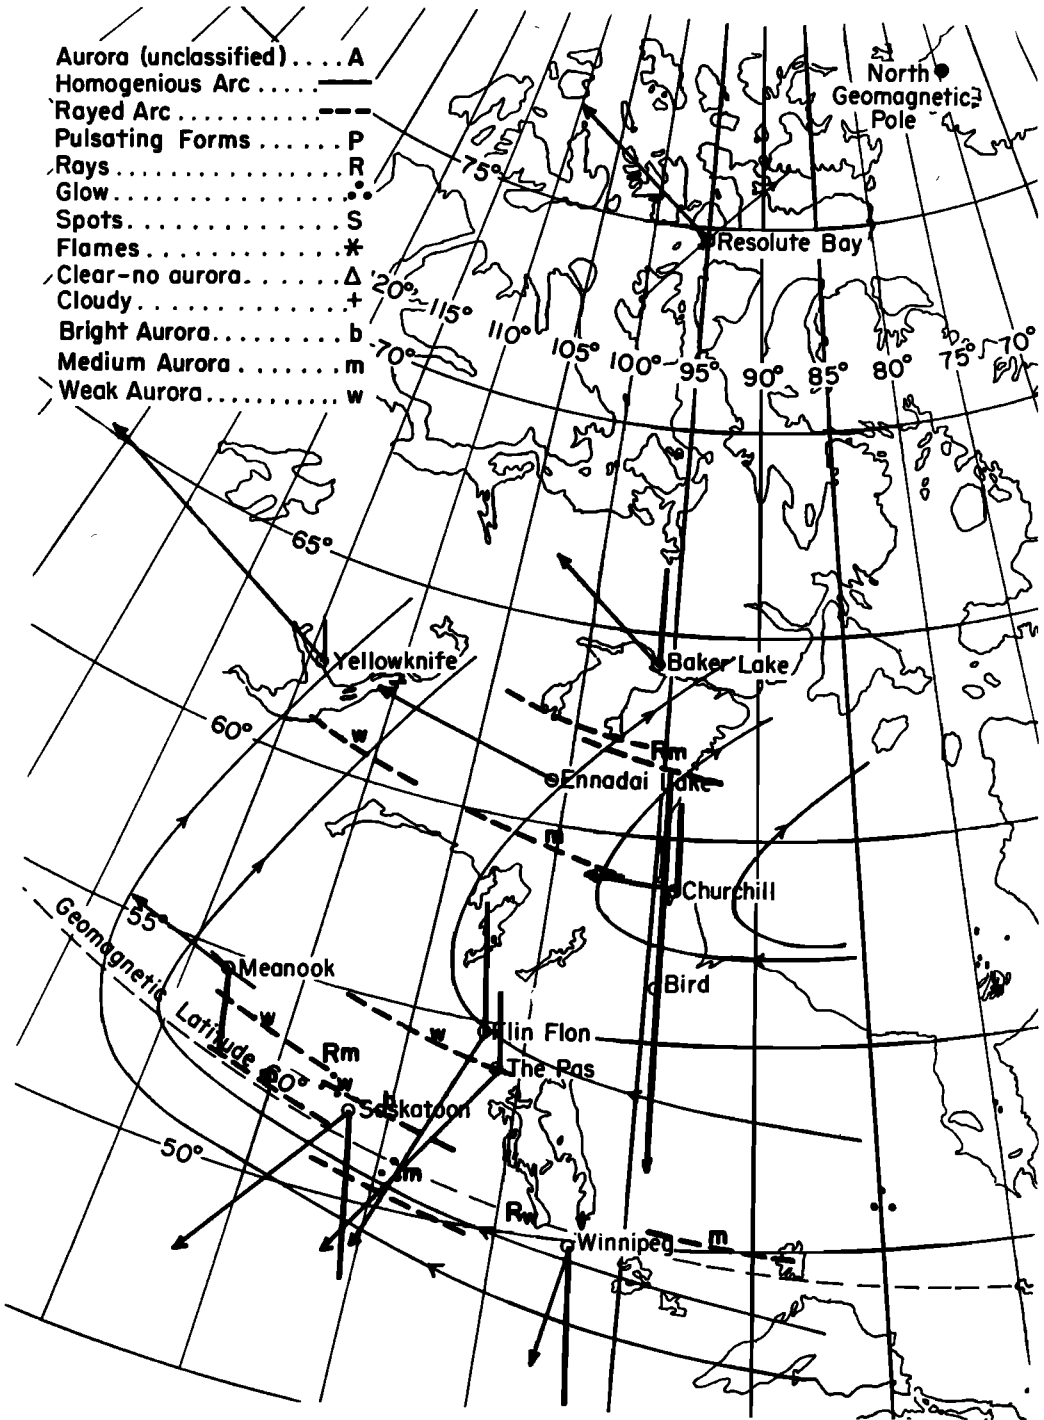 Aurora (unclassified).... A
Homogenious Arc .....
Rayed Arc ..........
Pulsating Forms ...... P
Rays................ R
Glow................
Spots............... S
Flames ............. *
Clear-no aurora...... Δ
Cloudy............. +
Bright Aurora........ b
Medium Aurora ....... m
Weak Aurora.......... w
North
Geomagnetic
Pole
75°
Resolute Bay
120°
115°
110°
105°
100°
95°
90°
85°
80°
75°
70°
70°
65°
Yellowknife
Baker Lake
60°
w
Rm
Ennadai Lake
m
Churchill
55°
Geomagnetic Latitude 60°
Meanook
Bird
w
w
Flin Flon
Rm
The Pas
w
b
Saskatoon
50°
m
Rw
Winnipeg
m